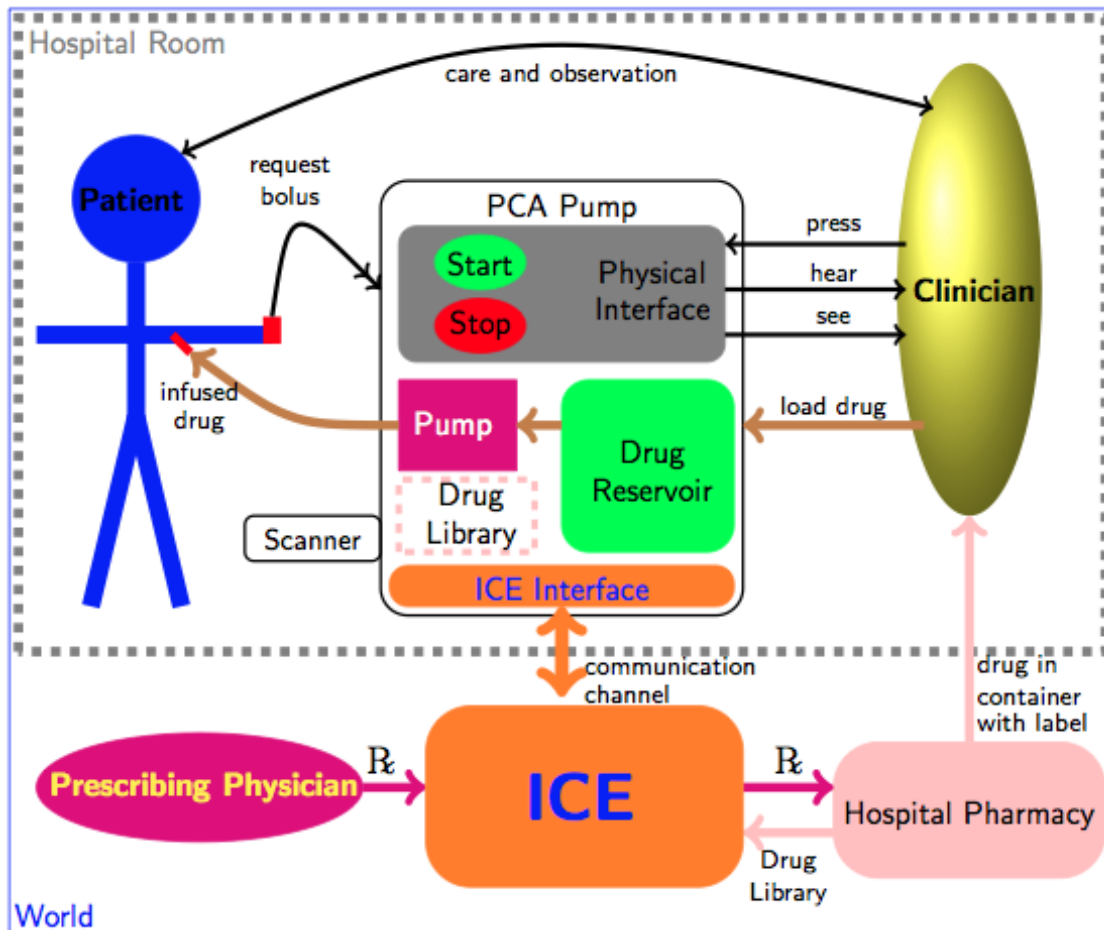 Hospital Room
care and observation
request
bolus
Patient
PCA Pump
Start
Stop
Physical
Interface
press
hear
see
Clinician
infused
drug
Pump
Drug
Reservoir
load drug
Drug
Library
Scanner
ICE Interface
communication
channel
drug in
container
with label
Prescribing Physician
℞
ICE
℞
Hospital Pharmacy
Drug
Library
World